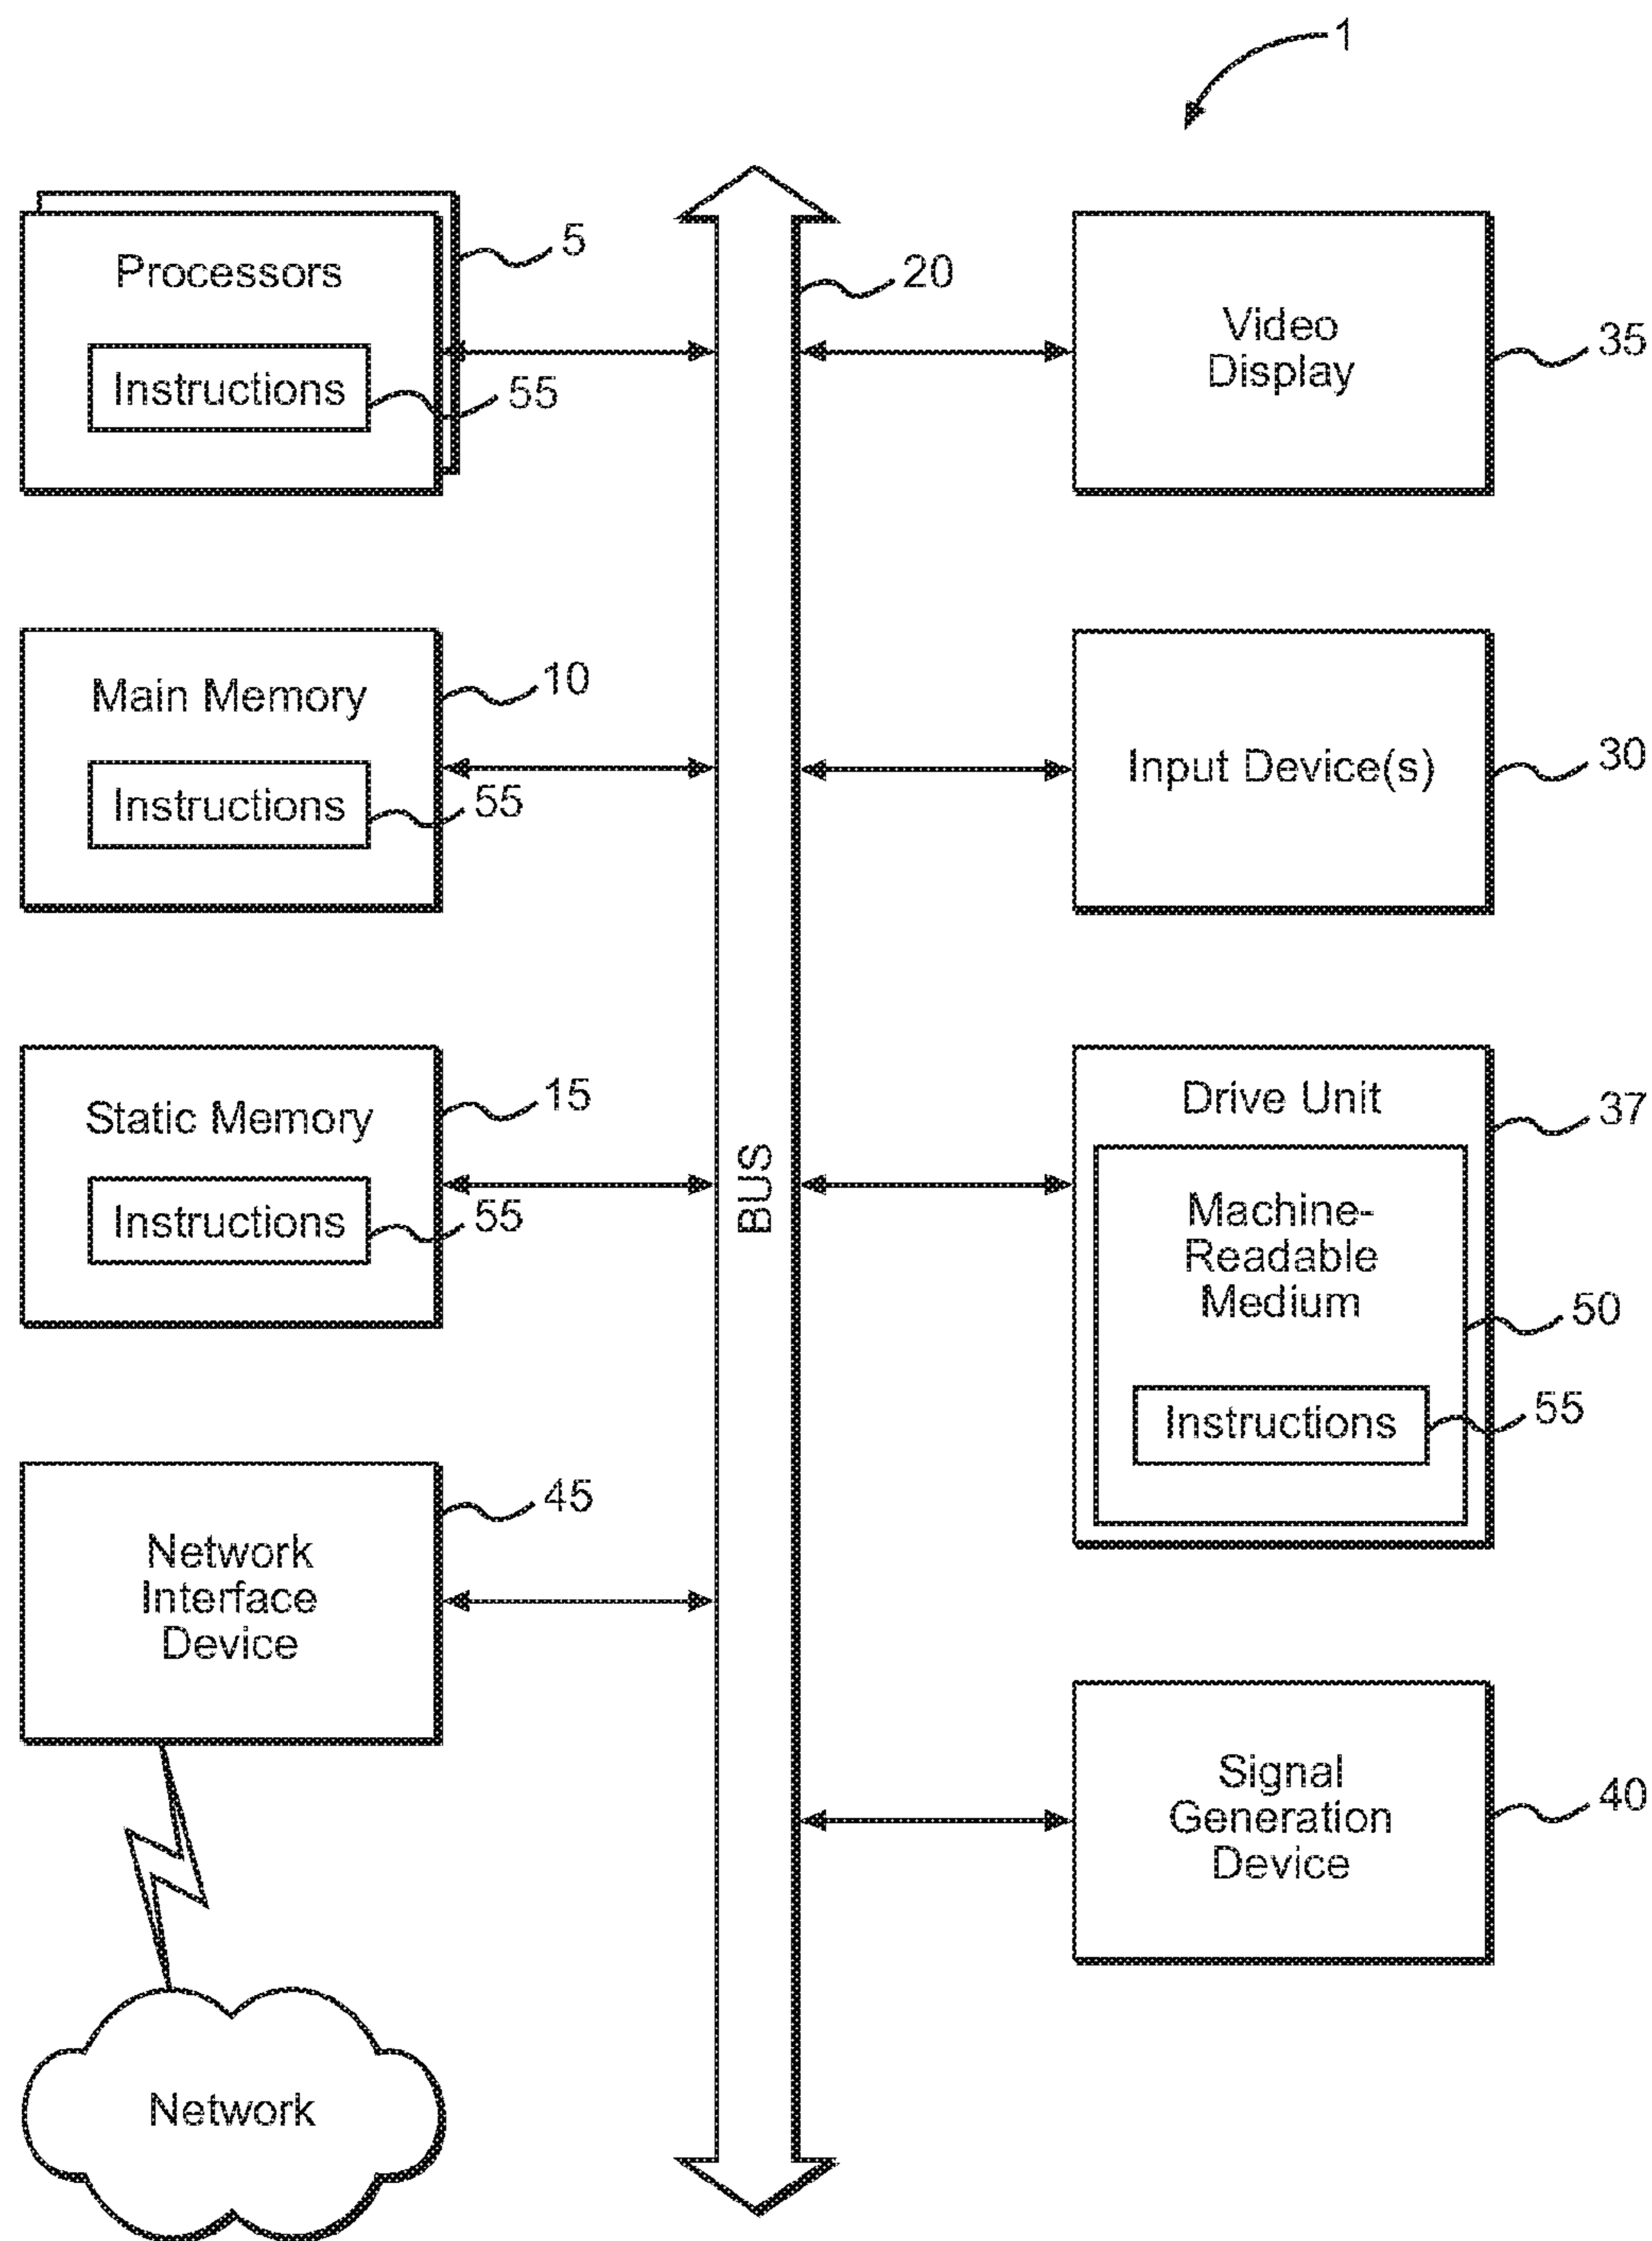 1
Processors
5
Instructions
55
20
Video
Display
35
Main Memory
10
Instructions
55
Input Device(s)
30
Static Memory
15
Instructions
55
BUS
Drive Unit
37
Machine-
Readable
Medium
50
Instructions
55
Network
Interface
Device
45
Signal
Generation
Device
40
Network